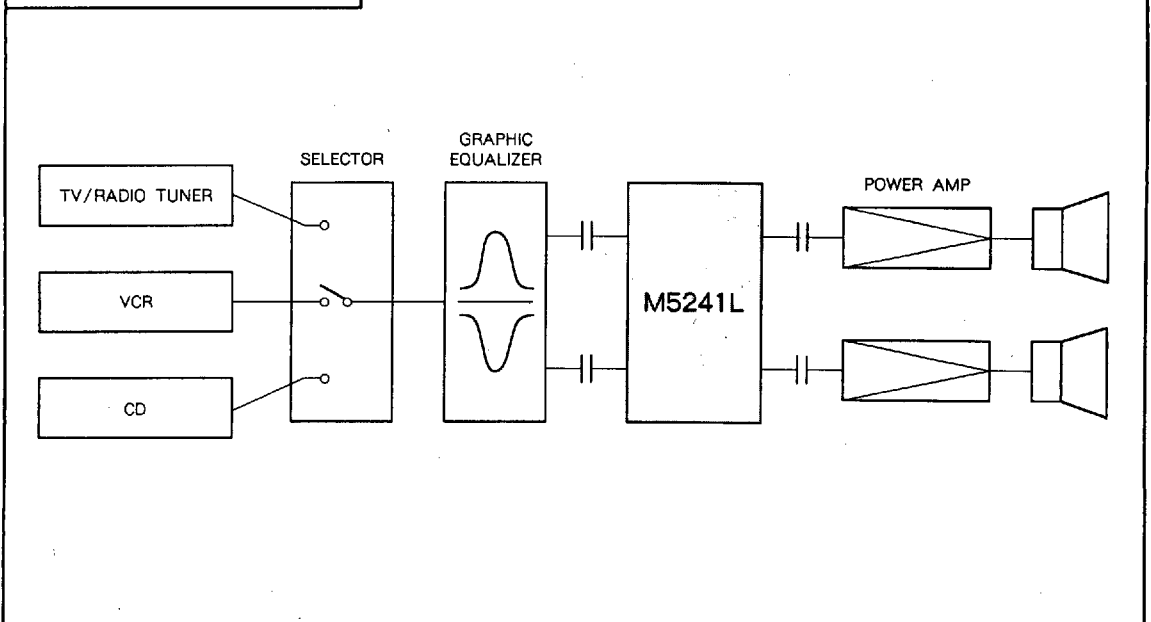 TV/RADIO TUNER
VCR
CD
SELECTOR
GRAPHIC
EQUALIZER
M5241L
POWER AMP